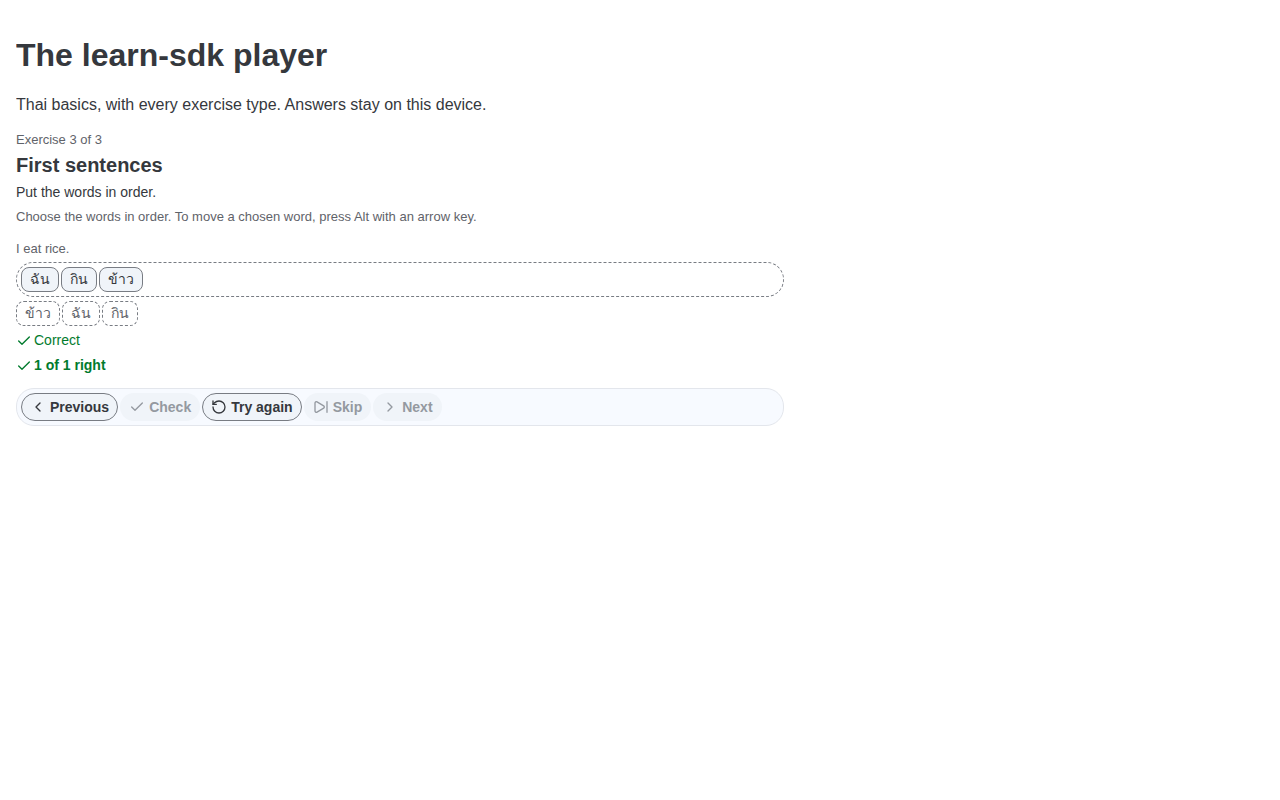 The learn-sdk player
Thai basics, with every exercise type. Answers stay on this device.
Exercise 3 of 3
First sentences
Put the words in order.
Choose the words in order. To move a chosen word, press Alt with an arrow key.
I eat rice.
ฉัน กิน ข้าว
ข้าว ฉัน กิน
Correct
1 of 1 right
Previous Check Try again Skip Next